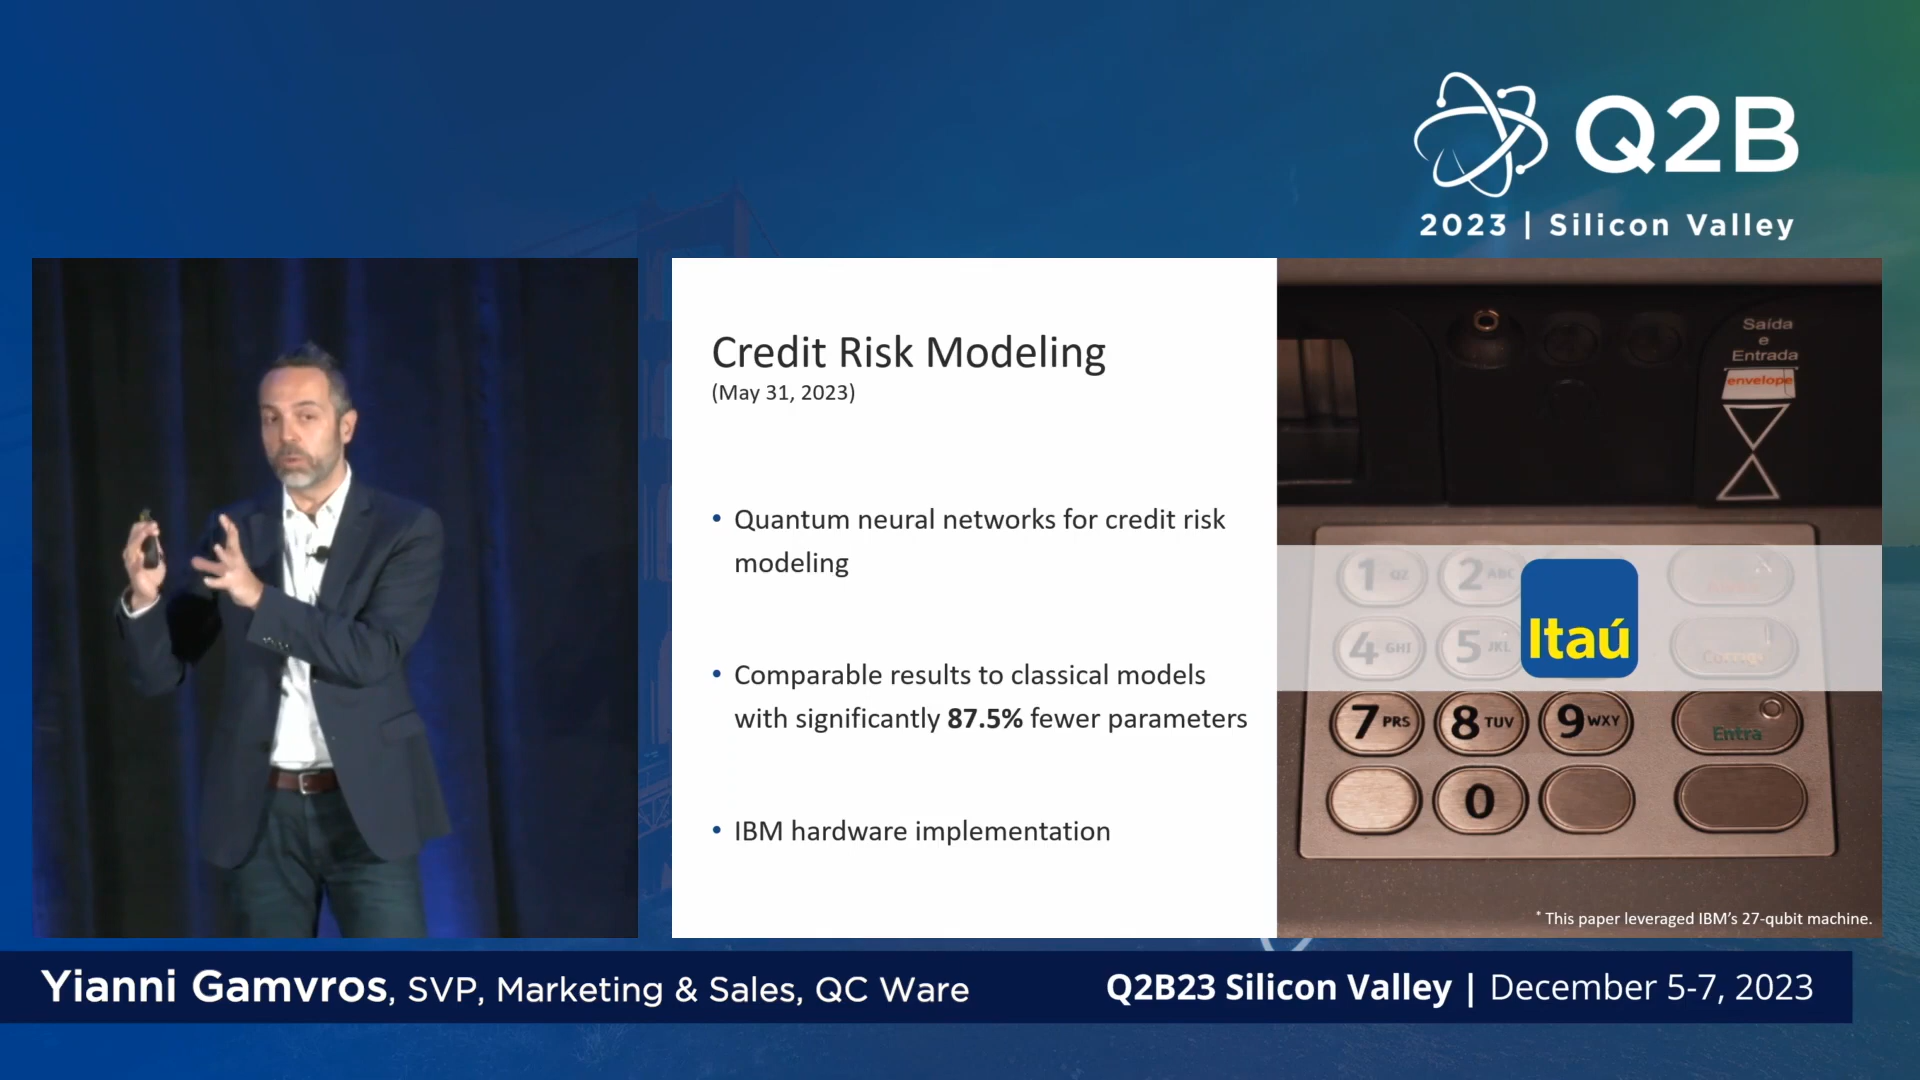 Q2B
2023 | Silicon Valley
Credit Risk Modeling
(May 31, 2023)
• Quantum neural networks for credit risk
modeling
• Comparable results to classical models
with significantly 87.5% fewer parameters
• IBM hardware implementation
Saída
e
Entrada
envelope
1 QZ 2 ABC
4 GHI 5 JKL
Itaú
7 PRS 8 TUV 9 WXY
Entra
0
* This paper leveraged IBM's 27-qubit machine.
Yianni Gamvros, SVP, Marketing & Sales, QC Ware
Q2B23 Silicon Valley | December 5-7, 2023